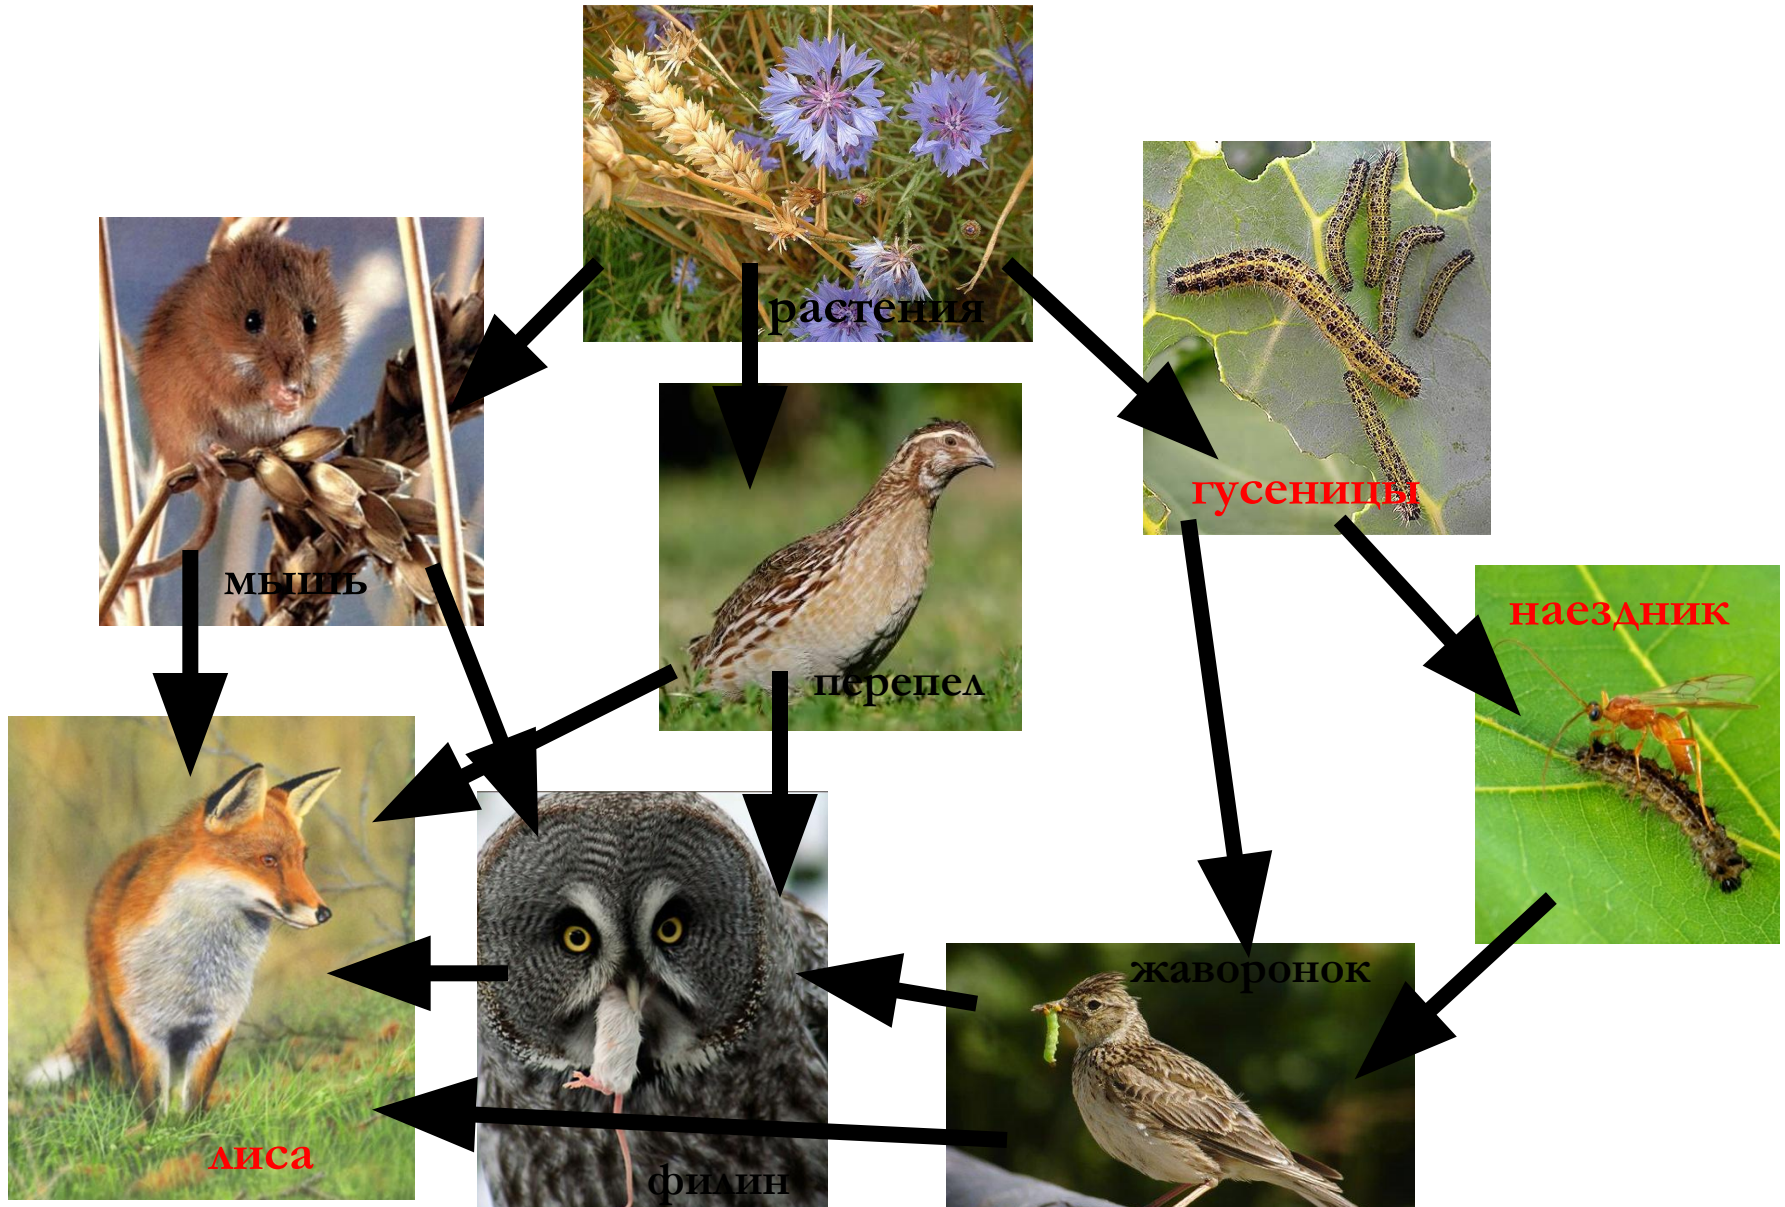 растения
гусеницы
мышь
наездник
перепел
жаворонок
лиса
филин